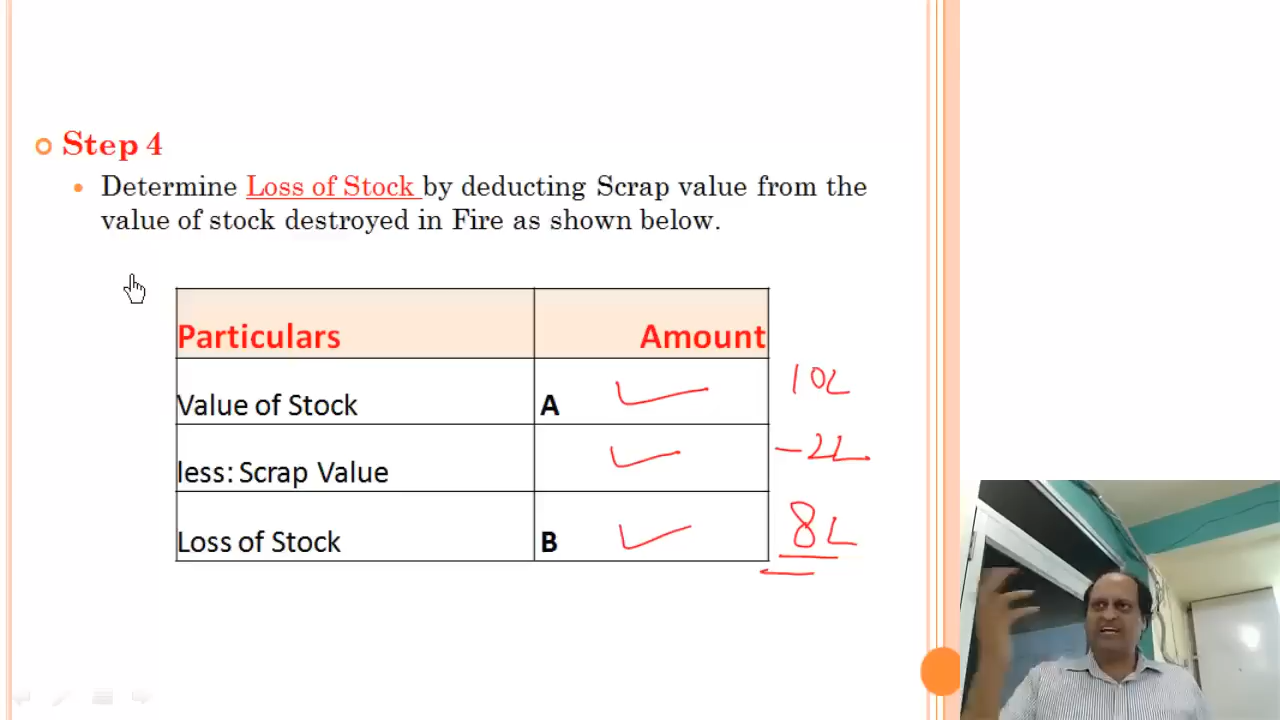 Step 4
Determine Loss of Stock by deducting Scrap value from the
value of stock destroyed in Fire as shown below.
Particulars Amount
Value of Stock A 10L
less: Scrap Value -2L
Loss of Stock B 8L